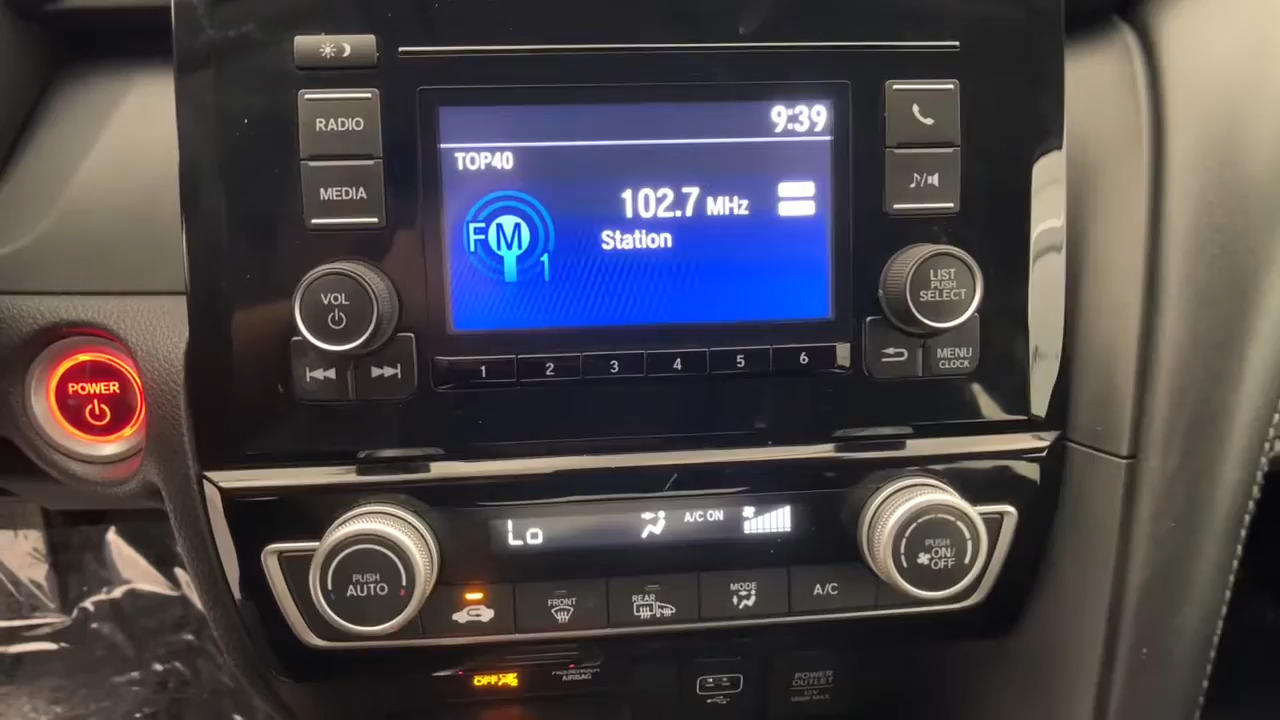 RADIO
MEDIA
9:39
TOP40
102.7 MHz
Station
FM
1
VOL
LIST
PUSH
SELECT
MENU
CLOCK
1 2 3 4 5 6
POWER
Lo
A/C ON
PUSH
AUTO
FRONT
REAR
MODE
A/C
PUSH
ON/
OFF
OFF
PASSENGER
AIRBAG
POWER
OUTLET
12V